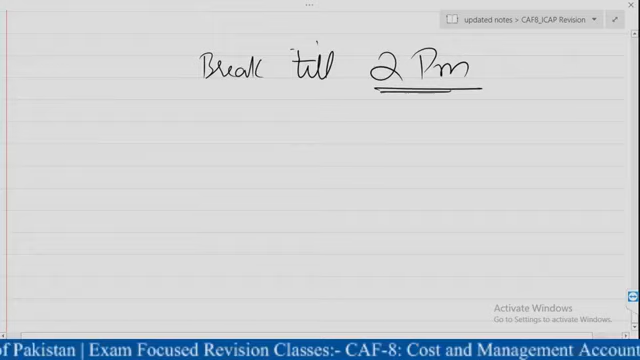 updated notes > CAF8_ICAP Revision
Break till 2 Pm
Activate Windows
Go to Settings to activate Windows.
of Pakistan | Exam Focused Revision Classes:- CAF-8: Cost and Management Account